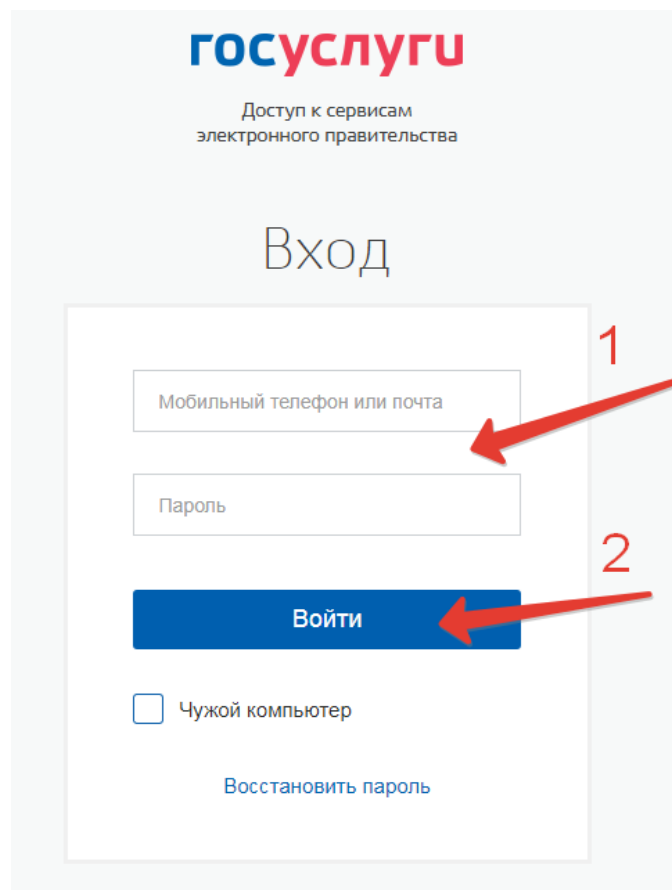 госуслуги
Доступ к сервисам
электронного правительства
Вход
1
Мобильный телефон или почта
Пароль
2
Войти
Чужой компьютер
Восстановить пароль